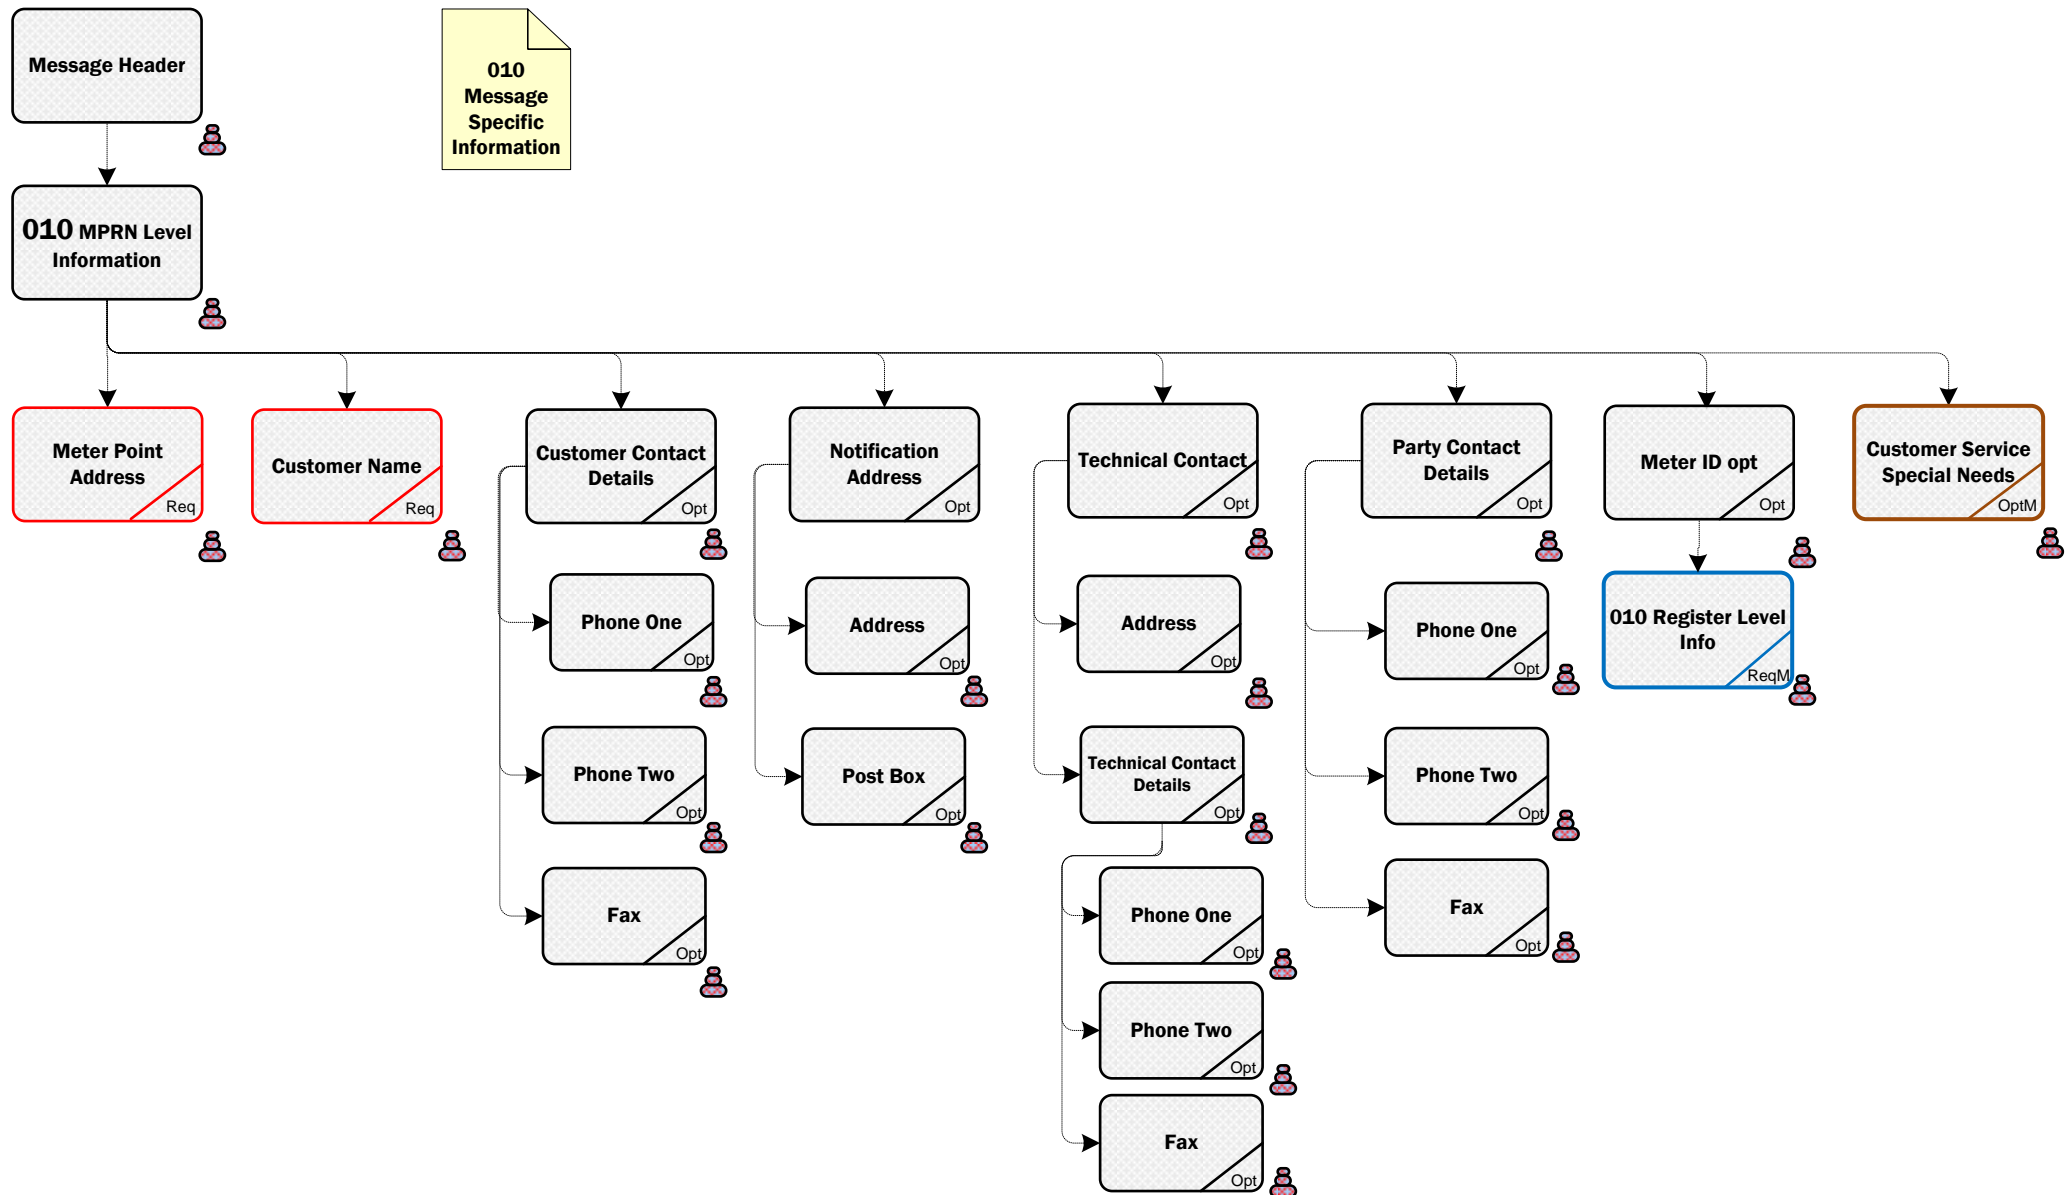 Message Header
010
Message
Specific
Information
010 MPRN Level
Information
Meter Point
Address
Req
Customer Name
Req
Customer Contact
Details
Opt
Notification
Address
Opt
Technical Contact
Opt
Party Contact
Details
Opt
Meter ID opt
Opt
Customer Service
Special Needs
OptM
Phone One
Opt
Address
Opt
Address
Opt
Phone One
Opt
010 Register Level
Info
ReqM
Phone Two
Opt
Post Box
Opt
Technical Contact
Details
Opt
Phone Two
Opt
Fax
Opt
Phone One
Opt
Fax
Opt
Phone Two
Opt
Fax
Opt